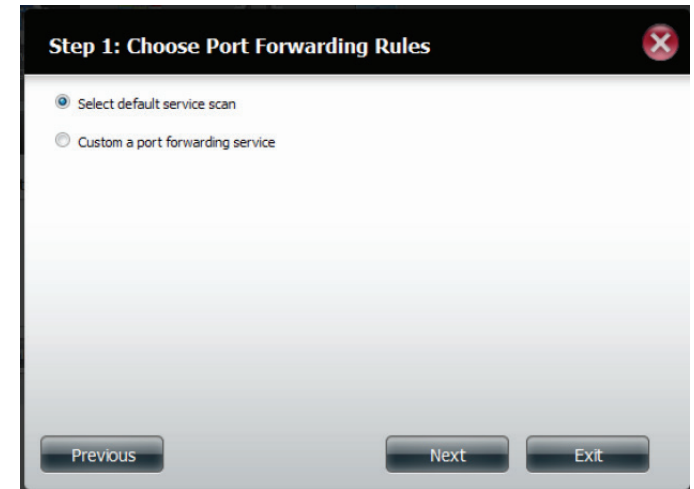 Step 1: Choose Port Forwarding Rules
Select default service scan
Custom a port forwarding service
Previous Next Exit